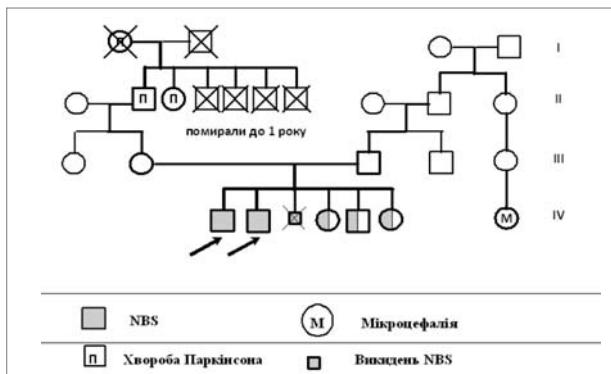 П
I
П
П
II
помирали до 1 року
III
М
IV
NBS
М
Мікроцефалія
П
Хвороба Паркінсона
Викидень NBS